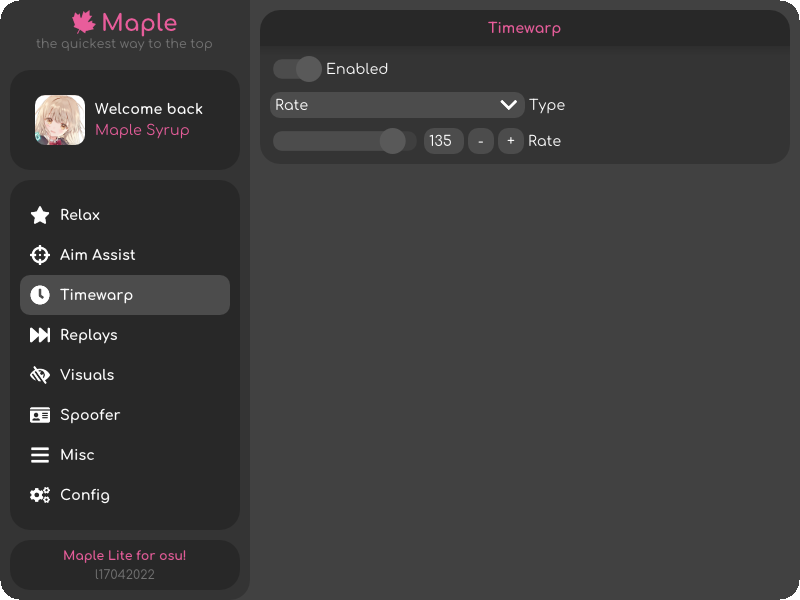 Maple
the quickest way to the top
Welcome back
Maple Syrup
Relax
Aim Assist
Timewarp
Replays
Visuals
Spoofer
Misc
Config
Maple Lite for osu!
l17042022
Timewarp
Enabled
Rate Type
135 - + Rate